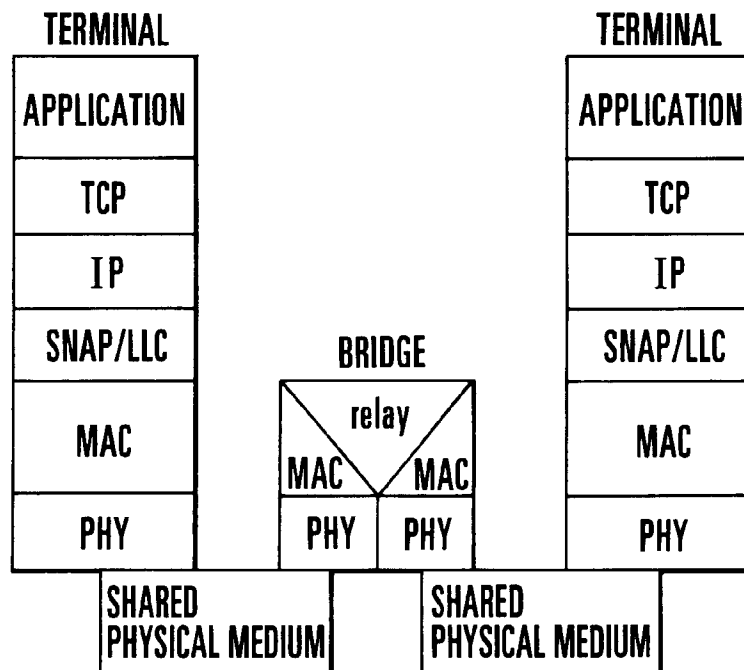 TERMINAL
APPLICATION
TCP
IP
SNAP/LLC
MAC
PHY
BRIDGE
relay
MAC MAC
PHY PHY
TERMINAL
APPLICATION
TCP
IP
SNAP/LLC
MAC
PHY
SHARED
PHYSICAL MEDIUM
SHARED
PHYSICAL MEDIUM